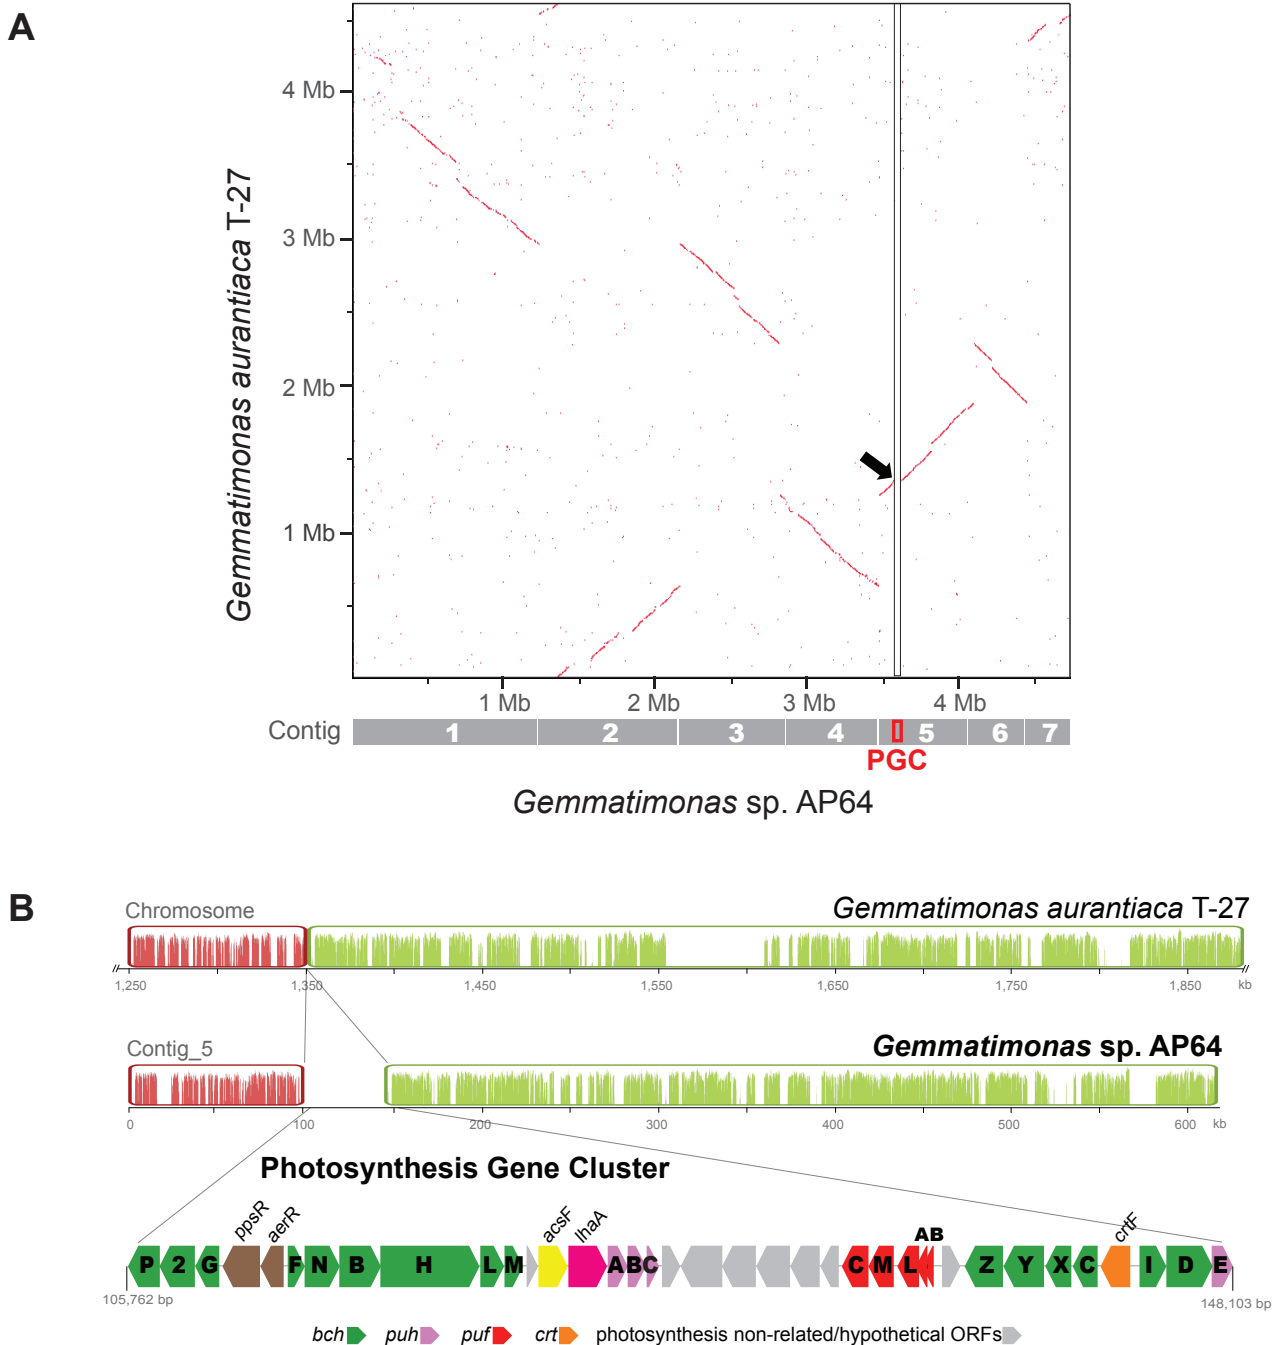 A
4 Mb
3 Mb
2 Mb
1 Mb
Gemmatimonas aurantiaca T-27
1 Mb 2 Mb 3 Mb 4 Mb
Contig 1 2 3 4 5 6 7
PGC
Gemmatimonas sp. AP64
B
Chromosome Gemmatimonas aurantiaca T-27
1,250 1,350 1,450 1,550 1,650 1,750 1,850 kb
Contig_5 Gemmatimonas sp. AP64
0 100 200 300 400 500 600 kb
Photosynthesis Gene Cluster
ppsR aerR acsF lhaA AB crtF
P 2 G F N B H L M A B C C M L Z Y X C I D E
105,762 bp 148,103 bp
bch puh puf crt photosynthesis non-related/hypothetical ORFs